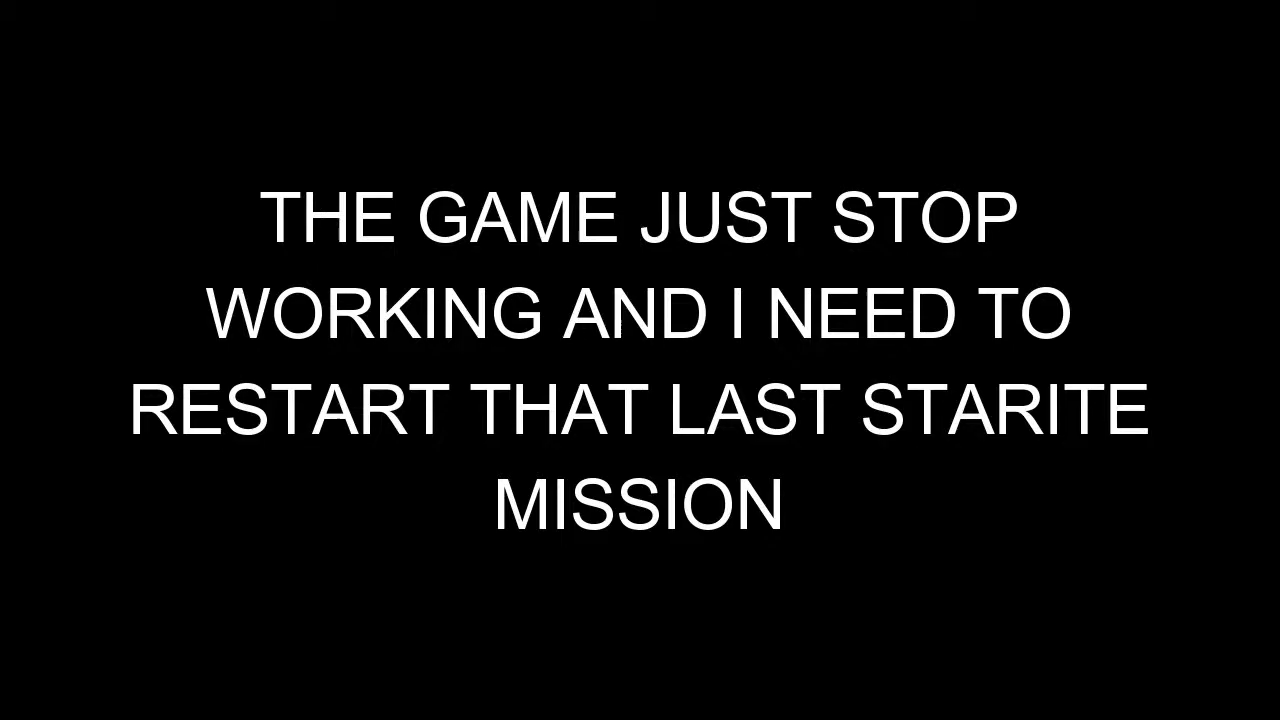 THE GAME JUST STOP
WORKING AND I NEED TO
RESTART THAT LAST STARITE
MISSION